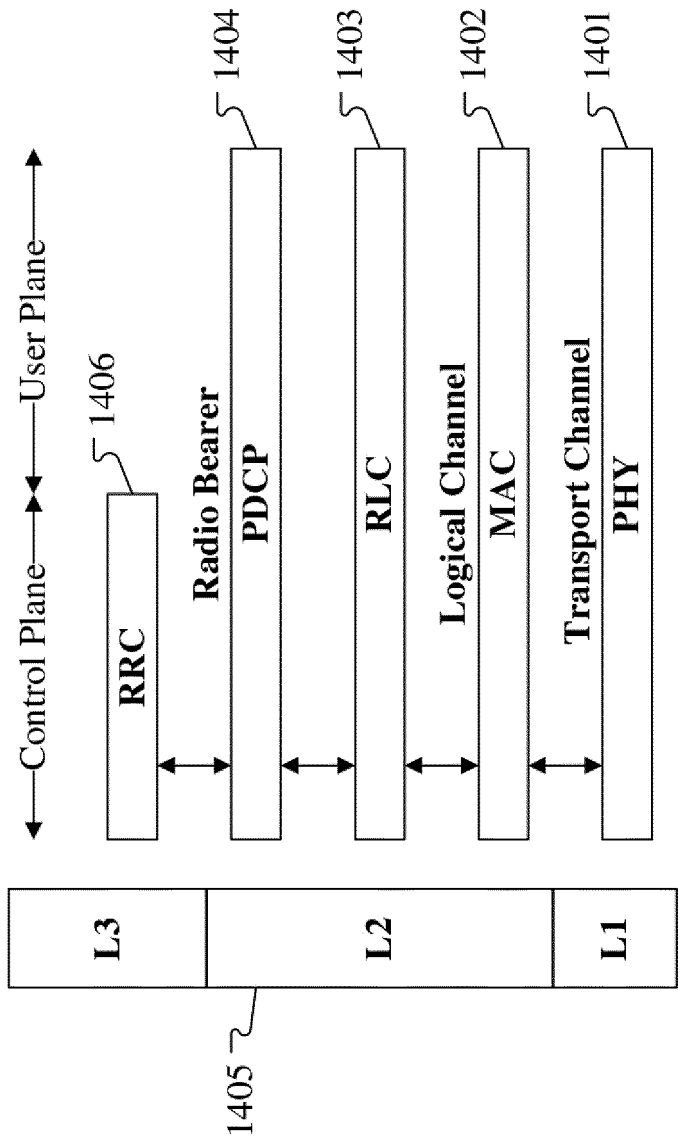 Control Plane
User Plane
L3
RRC
1406
Radio Bearer
1405
L2
PDCP
1404
RLC
1403
Logical Channel
MAC
1402
Transport Channel
L1
PHY
1401